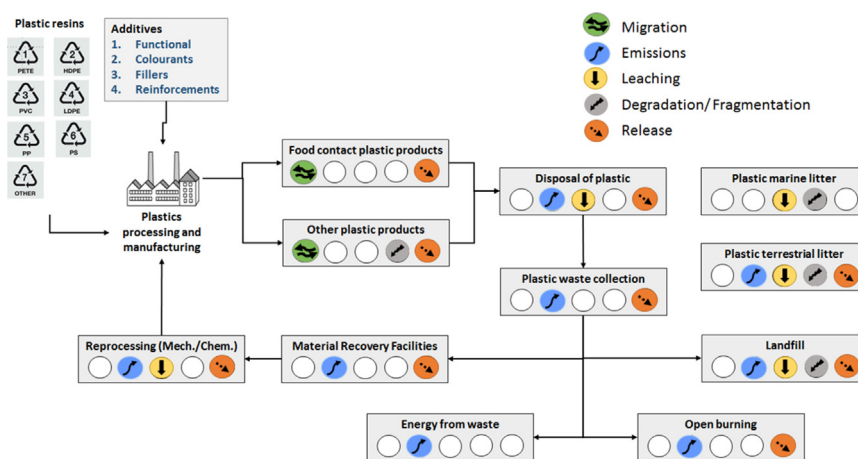 Plastic resins
1
PETE
2
HDPE
3
PVC
4
LDPE
5
PP
6
PS
7
OTHER
Additives
1. Functional
2. Colourants
3. Fillers
4. Reinforcements
Migration
Emissions
Leaching
Degradation/Fragmentation
Release
Plastics
processing and
manufacturing
Food contact plastic products
Other plastic products
Disposal of plastic
Plastic marine litter
Plastic terrestrial litter
Plastic waste collection
Reprocessing (Mech./Chem.)
Material Recovery Facilities
Landfill
Energy from waste
Open burning